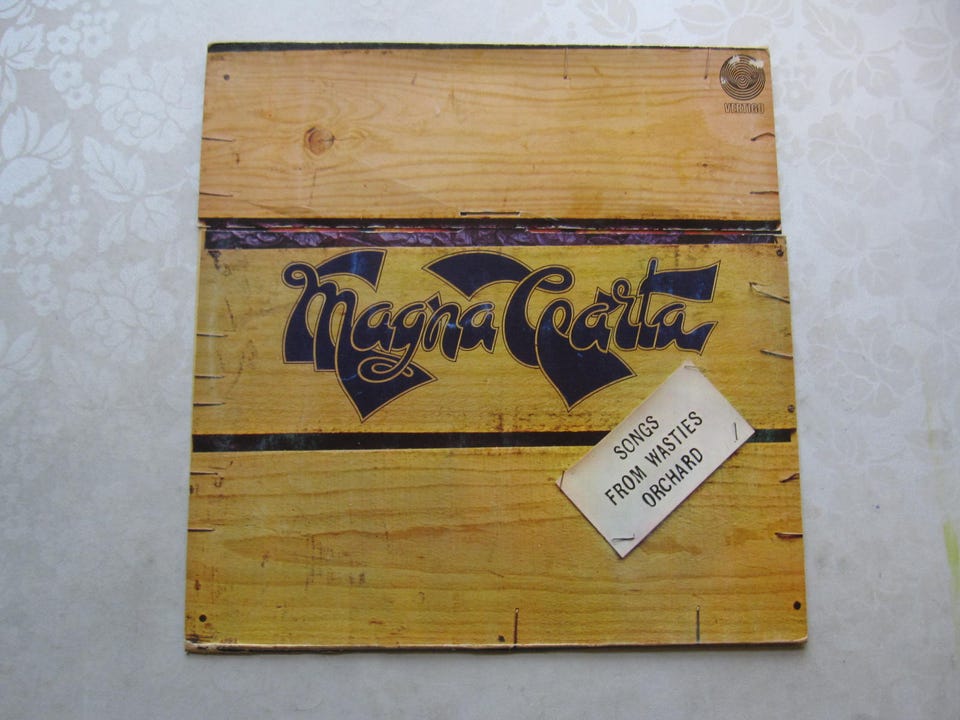 VERTIGO
Magna Carta
SONGS
FROM WASTIES
ORCHARD